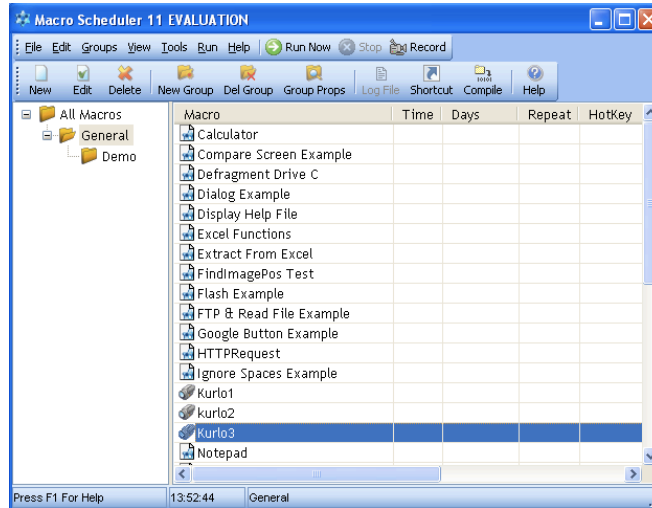 Macro Scheduler 11 EVALUATION
File Edit Groups View Tools Run Help Run Now Stop Record
New Edit Delete New Group Del Group Group Props Log File Shortcut Compile Help
All Macros
General
Demo
Macro Time Days Repeat HotKey
Calculator
Compare Screen Example
Defragment Drive C
Dialog Example
Display Help File
Excel Functions
Extract From Excel
FindImagePos Test
Flash Example
FTP & Read File Example
Google Button Example
HTTPRequest
Ignore Spaces Example
Kurlo1
kurlo2
Kurlo3
Notepad
Press F1 For Help 13:52:44 General